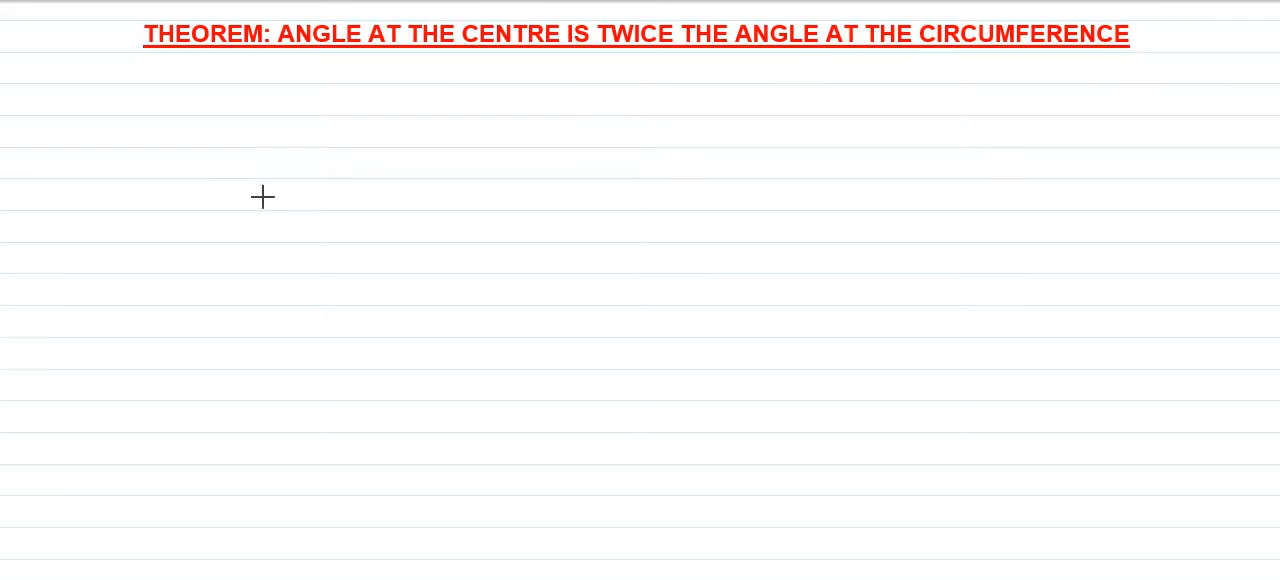 THEOREM: ANGLE AT THE CENTRE IS TWICE THE ANGLE AT THE CIRCUMFERENCE